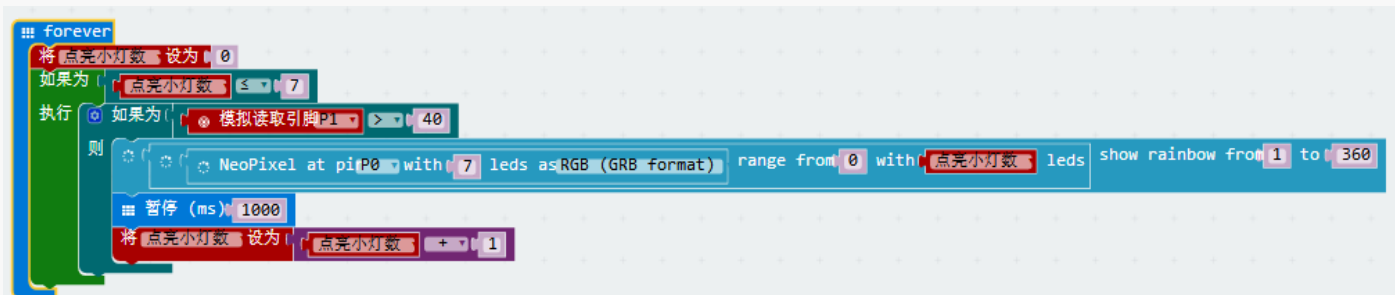 forever
将 点亮小灯数 设为 0
如果为 点亮小灯数 ≤ 7
执行 如果为 模拟读取引脚P1 > 40
则 NeoPixel at pin P0 with 7 leds as RGB (GRB format) range from 0 with 点亮小灯数 leds show rainbow from 1 to 360
暂停 (ms) 1000
将 点亮小灯数 设为 点亮小灯数 + 1